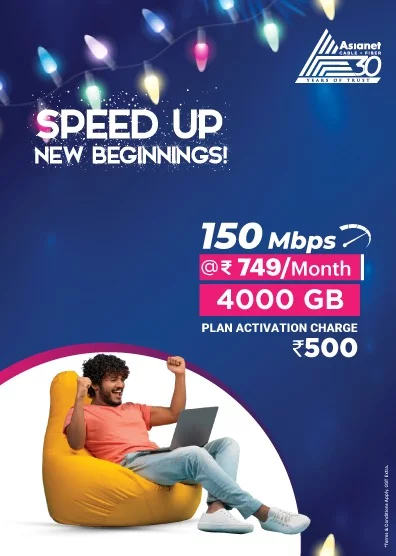 Asianet
CABLE • FIBER
30
YEARS OF TRUST
SPEED UP
NEW BEGINNINGS!
150 Mbps
@ ₹ 749/Month
4000 GB
PLAN ACTIVATION CHARGE
₹500
*Terms & Conditions Apply. GST Extra.